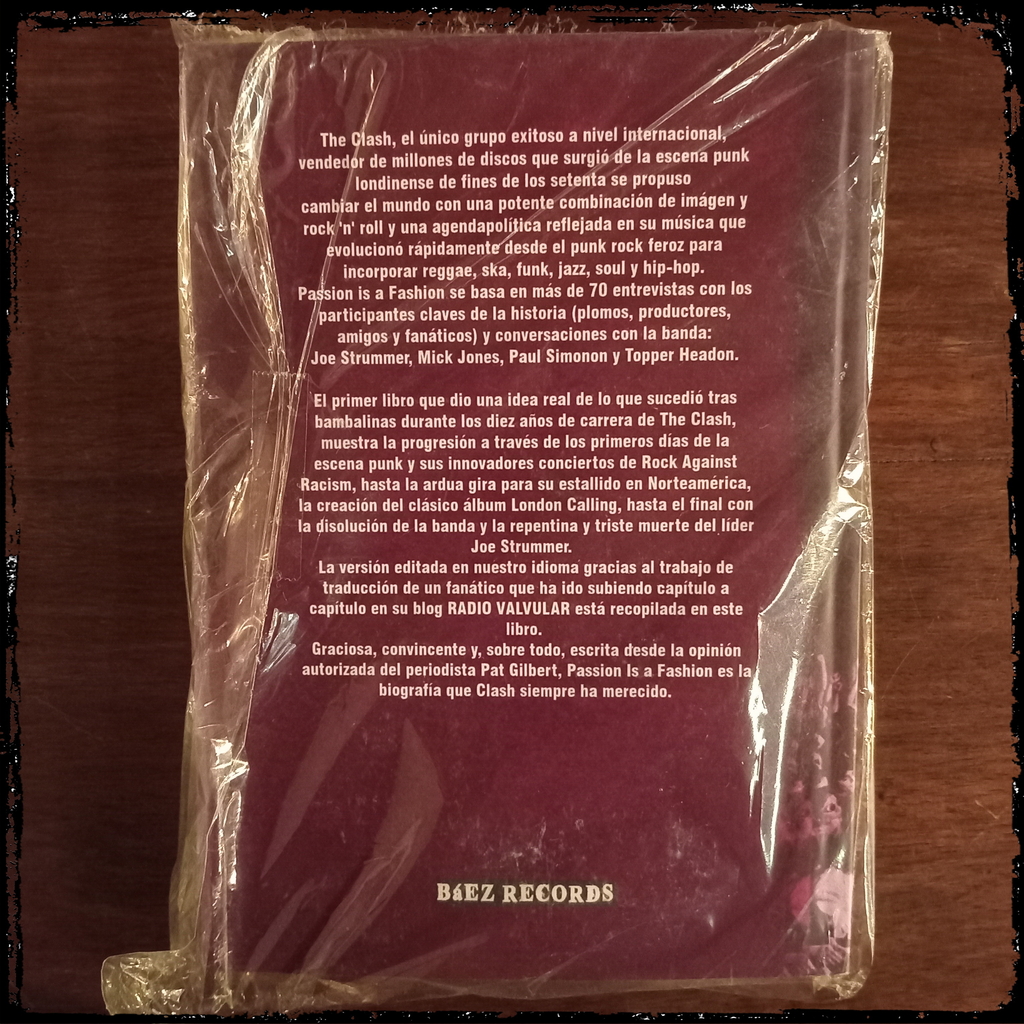 The Clash, el único grupo exitoso a nivel internacional,
vendedor de millones de discos que surgió de la escena punk
londinense de fines de los setenta se propuso
cambiar el mundo con una potente combinación de imágen y
rock 'n' roll y una agendapolítica reflejada en su música que
evolucionó rápidamente desde el punk rock feroz para
incorporar reggae, ska, funk, jazz, soul y hip-hop.
Passion is a Fashion se basa en más de 70 entrevistas con los
participantes claves de la historia (plomos, productores,
amigos y fanáticos) y conversaciones con la banda:
Joe Strummer, Mick Jones, Paul Simonon y Topper Headon.
El primer libro que dio una idea real de lo que sucedió tras
bambalinas durante los diez años de carrera de The Clash,
muestra la progresión a través de los primeros días de la
escena punk y sus innovadores conciertos de Rock Against
Racism, hasta la ardua gira para su estallido en Norteamérica,
la creación del clásico álbum London Calling, hasta el final con
la disolución de la banda y la repentina y triste muerte del líder
Joe Strummer.
La versión editada en nuestro idioma gracias al trabajo de
traducción de un fanático que ha ido subiendo capítulo a
capítulo en su blog RADIO VALVULAR está recopilada en este
libro.
Graciosa, convincente y, sobre todo, escrita desde la opinión
autorizada del periodista Pat Gilbert, Passion Is a Fashion es la
biografía que Clash siempre ha merecido.
BáEZ RECORDS